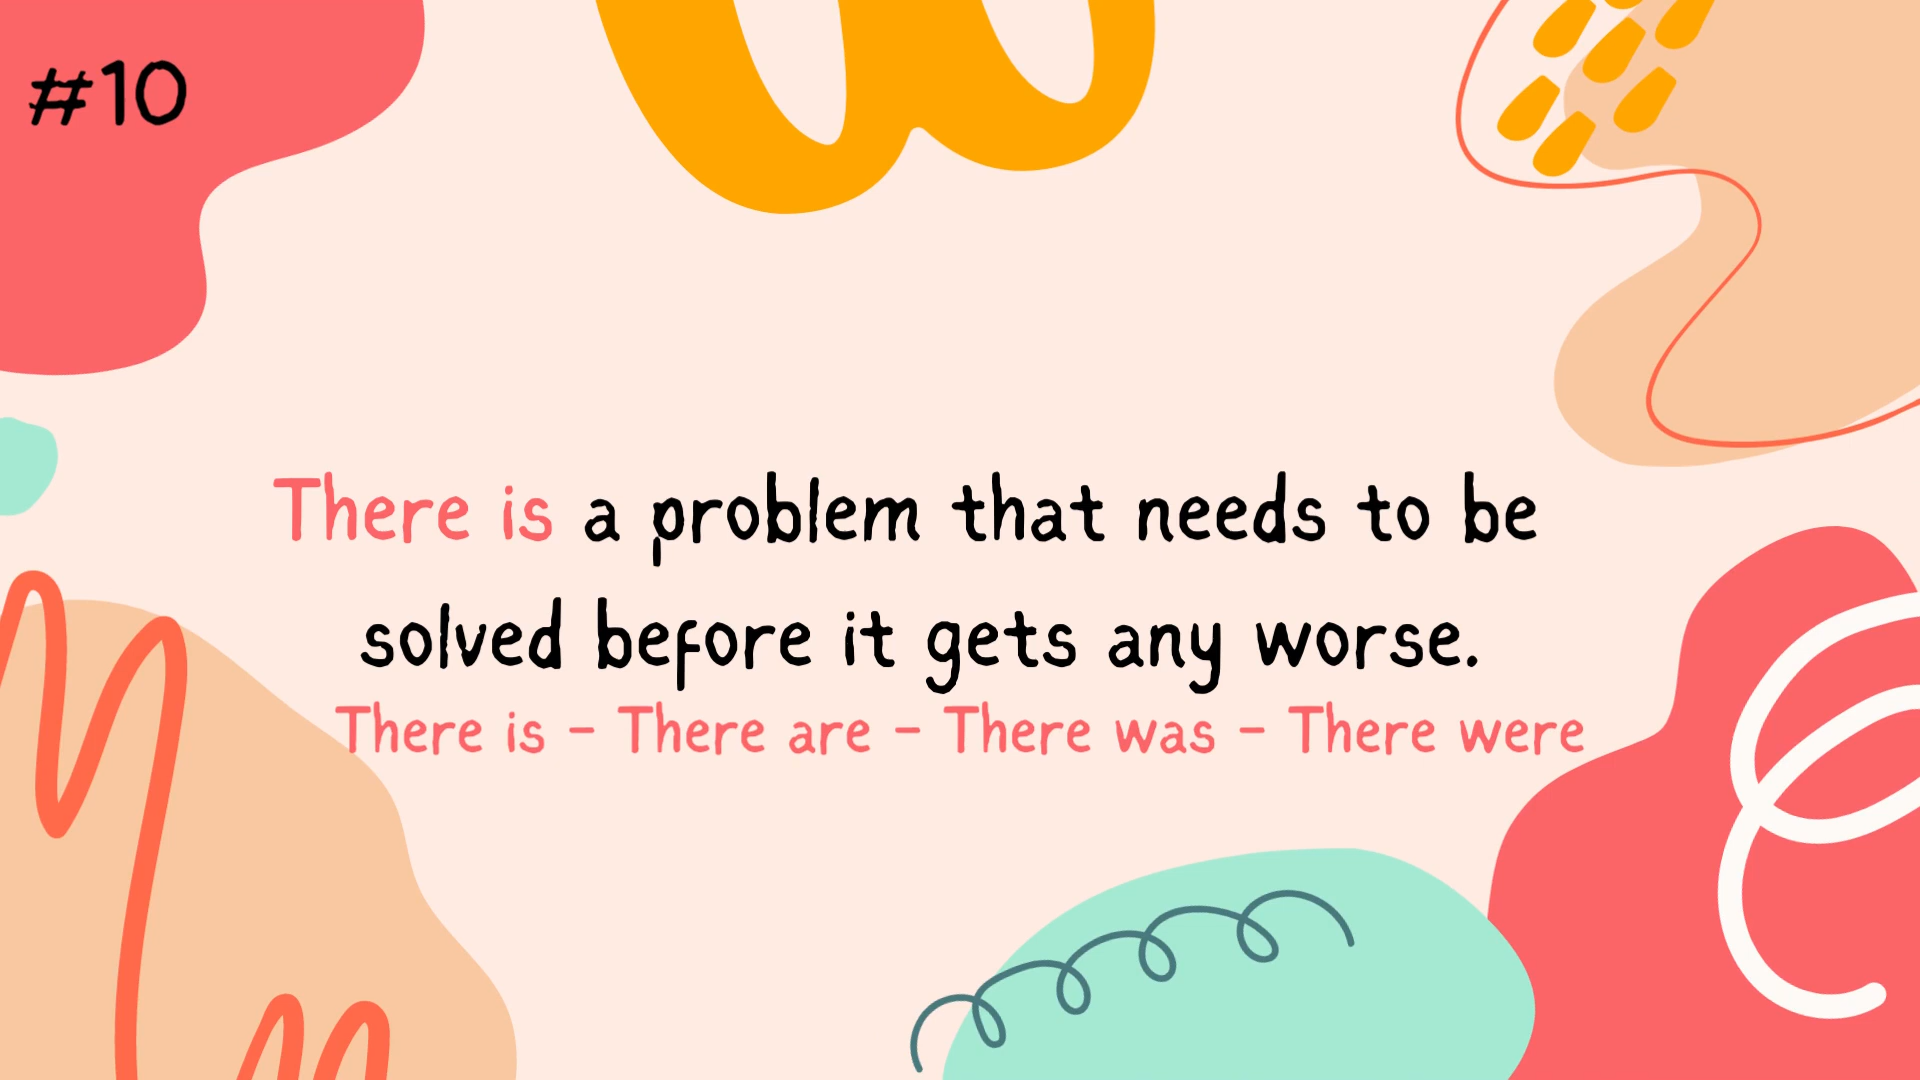 #10
There is a problem that needs to be
solved before it gets any worse.
There is - There are - There was - There were